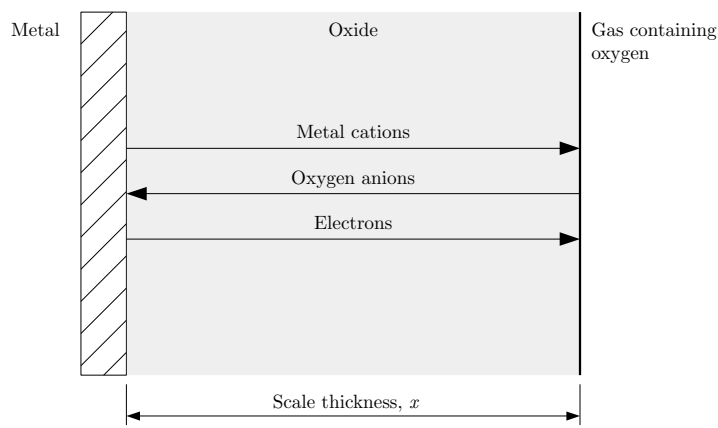 Metal
Oxide
Gas containing
oxygen
Metal cations
Oxygen anions
Electrons
Scale thickness, x